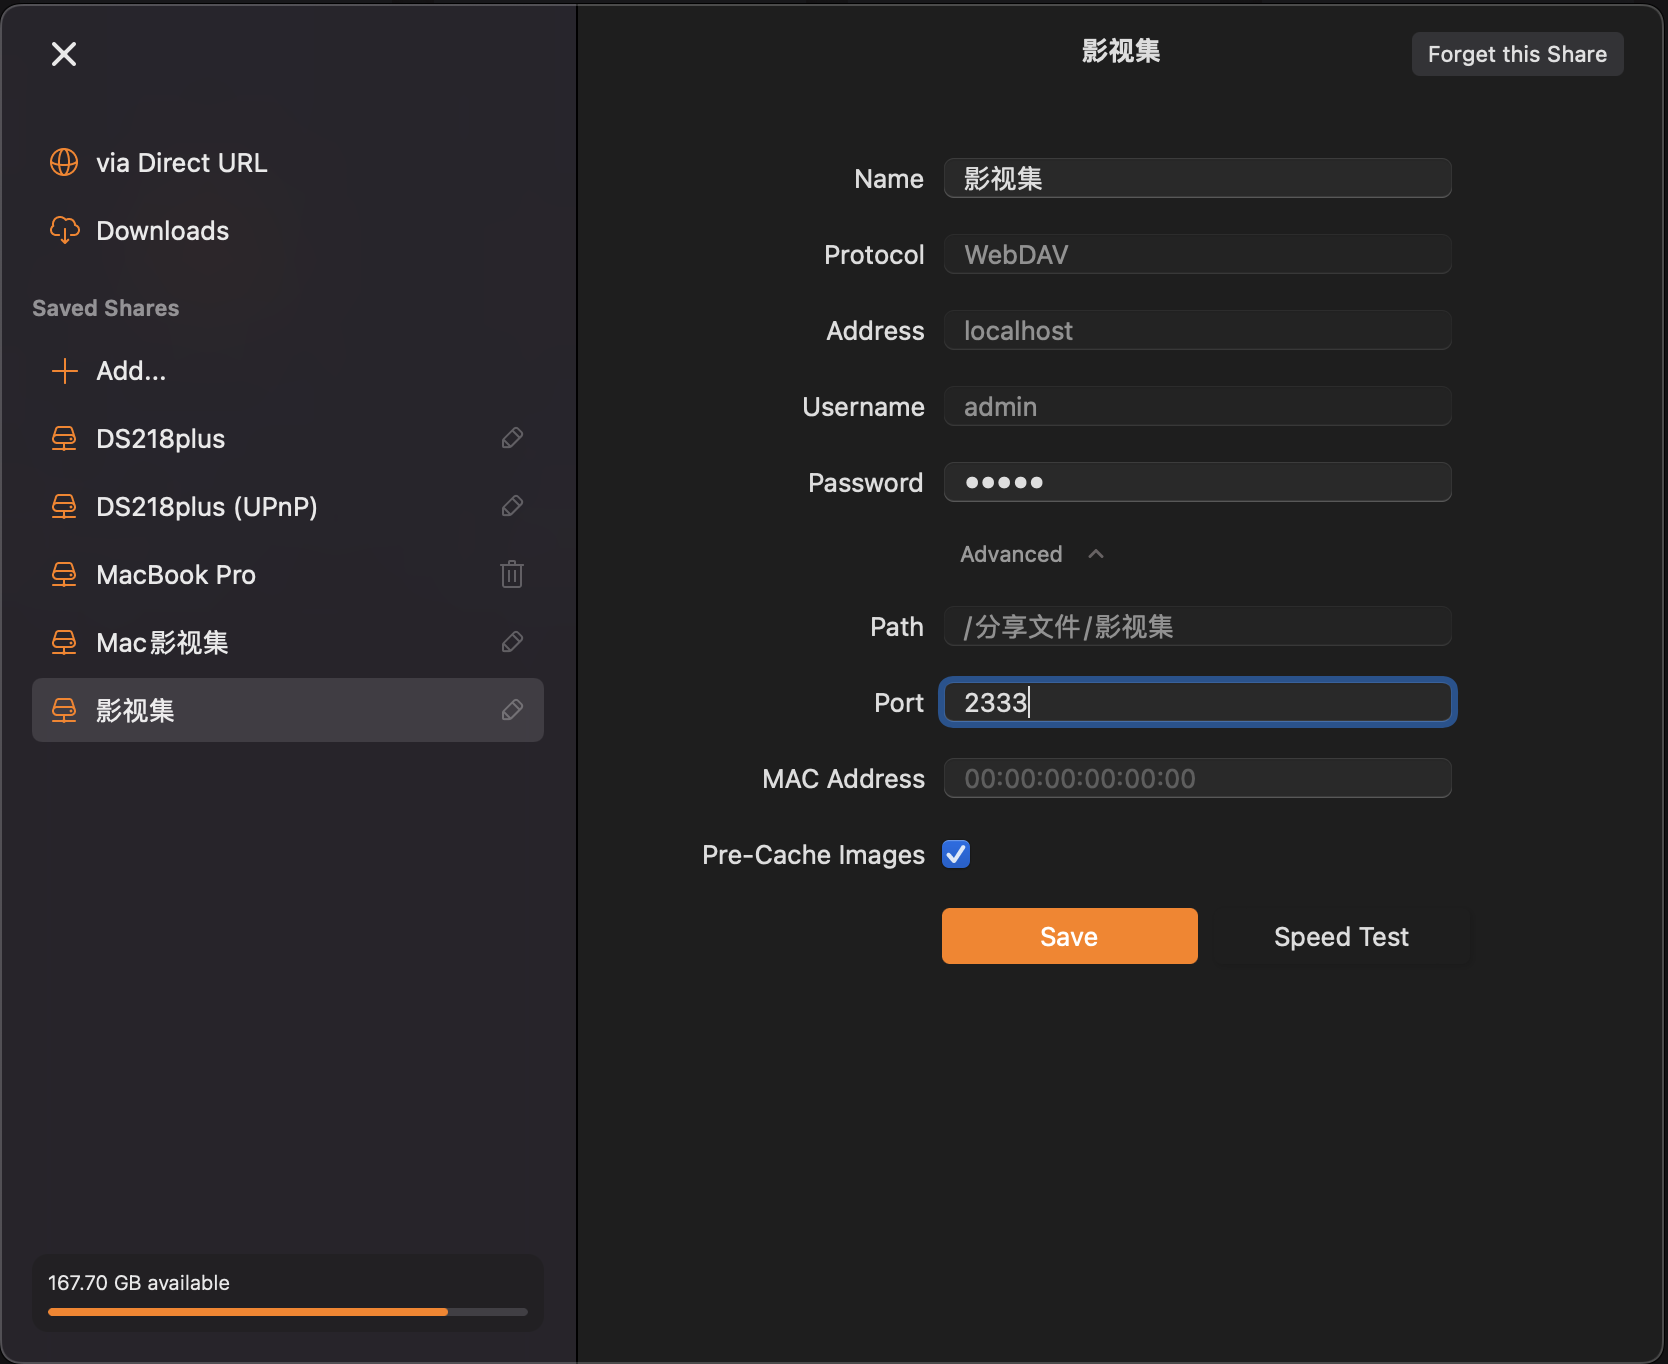 via Direct URL
Downloads
Saved Shares
Add...
DS218plus
DS218plus (UPnP)
MacBook Pro
Mac影视集
影视集
167.70 GB available
影视集
Forget this Share
Name 影视集
Protocol WebDAV
Address localhost
Username admin
Password •••••
Advanced
Path /分享文件/影视集
Port 2333
MAC Address 00:00:00:00:00:00
Pre-Cache Images
Save
Speed Test